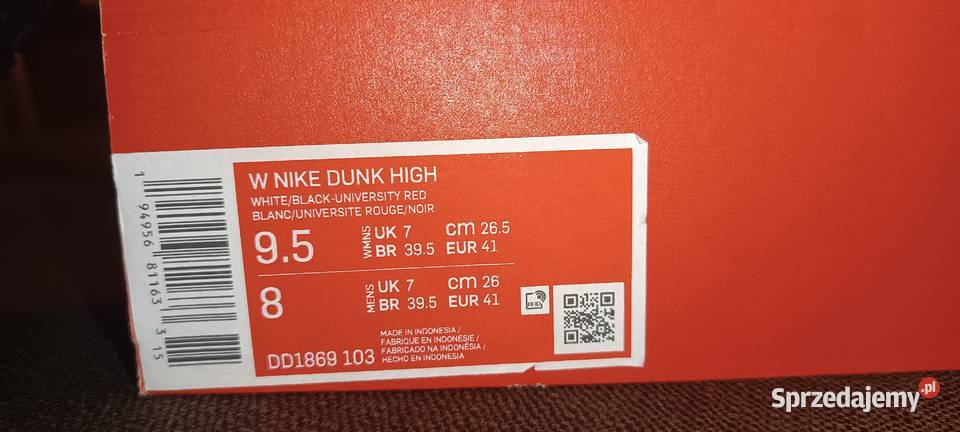 W NIKE DUNK HIGH
WHITE/BLACK-UNIVERSITY RED
BLANC/UNIVERSITE ROUGE/NOIR
9.5
WMNS
UK 7 cm 26.5
BR 39.5 EUR 41
8
MENS
UK 7 cm 26
BR 39.5 EUR 41
DD1869 103
MADE IN INDONESIA /
FABRIQUE EN INDONÉSIE /
FABRICADO NA INDONÉSIA /
HECHO EN INDONESIA
RFID
1 94956 81163 3 15
Sprzedajemy.pl